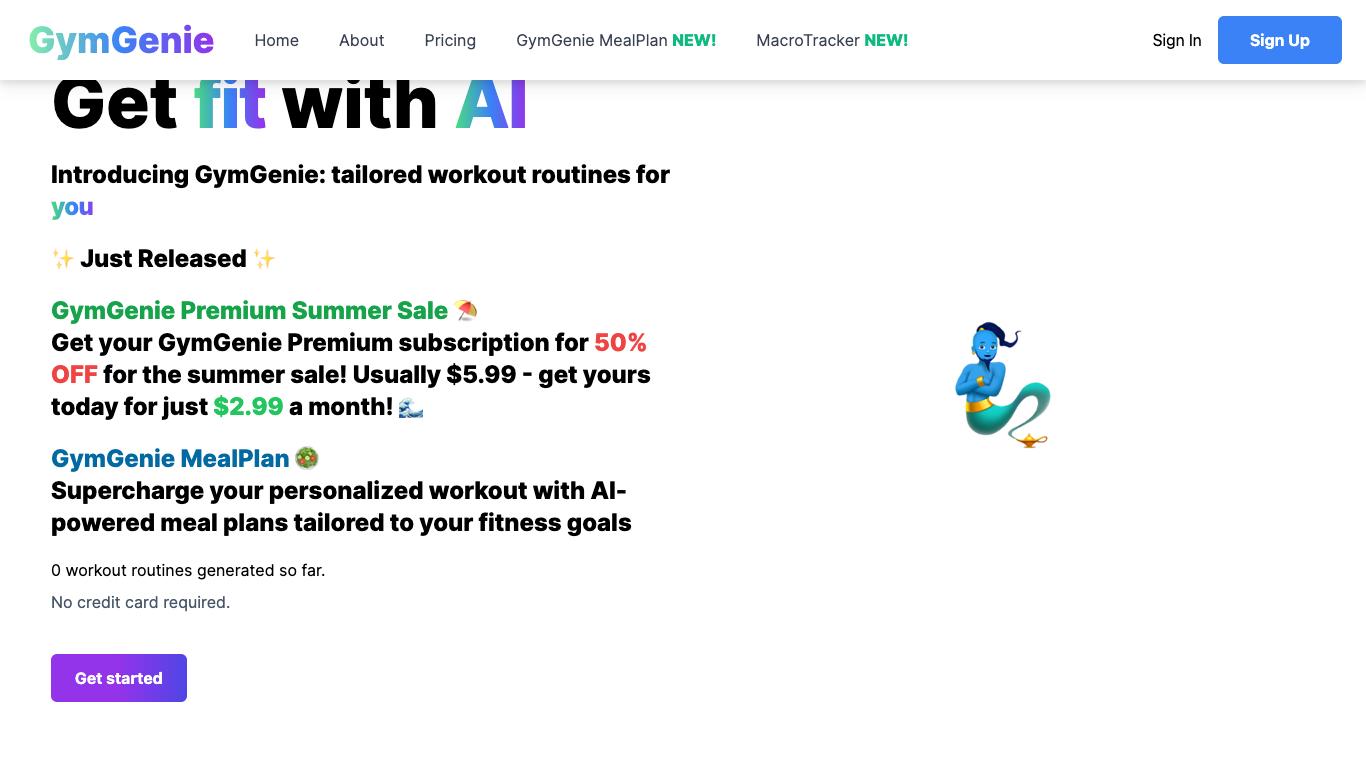 GymGenie Home About Pricing GymGenie MealPlan NEW! MacroTracker NEW! Sign In Sign Up
Get fit with AI
Introducing GymGenie: tailored workout routines for
you
✨ Just Released ✨
GymGenie Premium Summer Sale ⛱️
Get your GymGenie Premium subscription for 50%
OFF for the summer sale! Usually $5.99 - get yours
today for just $2.99 a month! 🌊
GymGenie MealPlan 🥗
Supercharge your personalized workout with AI-
powered meal plans tailored to your fitness goals
0 workout routines generated so far.
No credit card required.
Get started